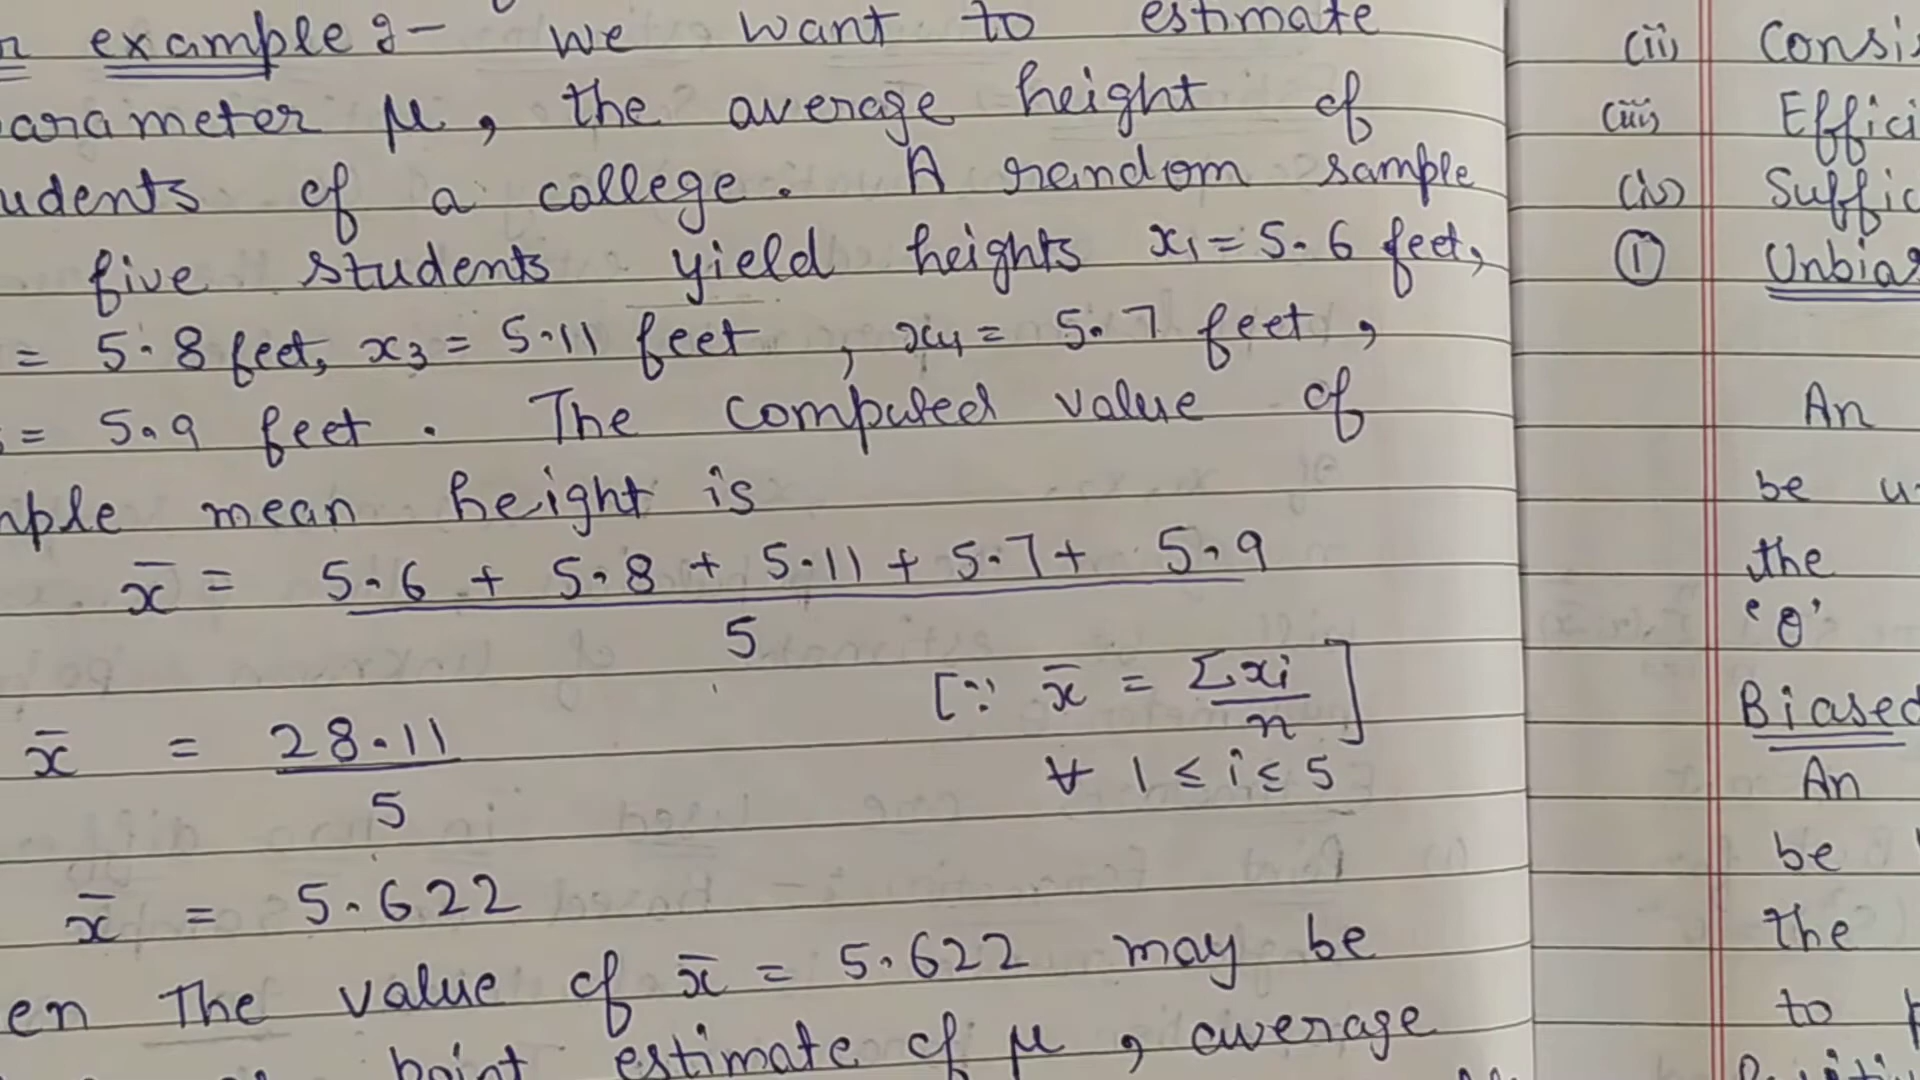 example :- we want to estimate
arameter μ, the average height of
udents of a college. A random sample
five students yield heights x₁ = 5.6 feet,
= 5.8 feet, x₃ = 5.11 feet, x₄ = 5.7 feet,
= 5.9 feet. The computed value of
mple mean height is
x̄ = 5.6 + 5.8 + 5.11 + 5.7 + 5.9
5
[∵ x̄ = Σxi / n]
x̄ = 28.11 / 5
∀ 1 ≤ i ≤ 5
x̄ = 5.622
en The value of x̄ = 5.622 may be
point estimate of μ, average
(ii) Consis
(iii) Effici
(iv) Suffic
① Unbias
An
be u
the
'θ'
Biased
An
be
the
to